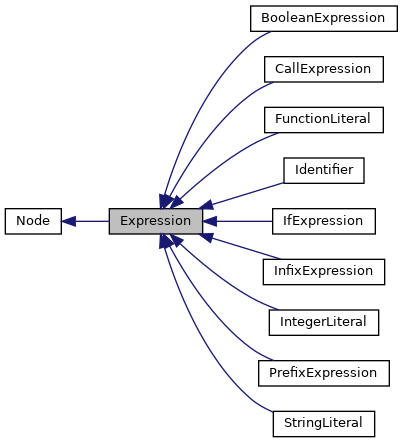 BooleanExpression
CallExpression
FunctionLiteral
Identifier
Node
Expression
IfExpression
InfixExpression
IntegerLiteral
PrefixExpression
StringLiteral